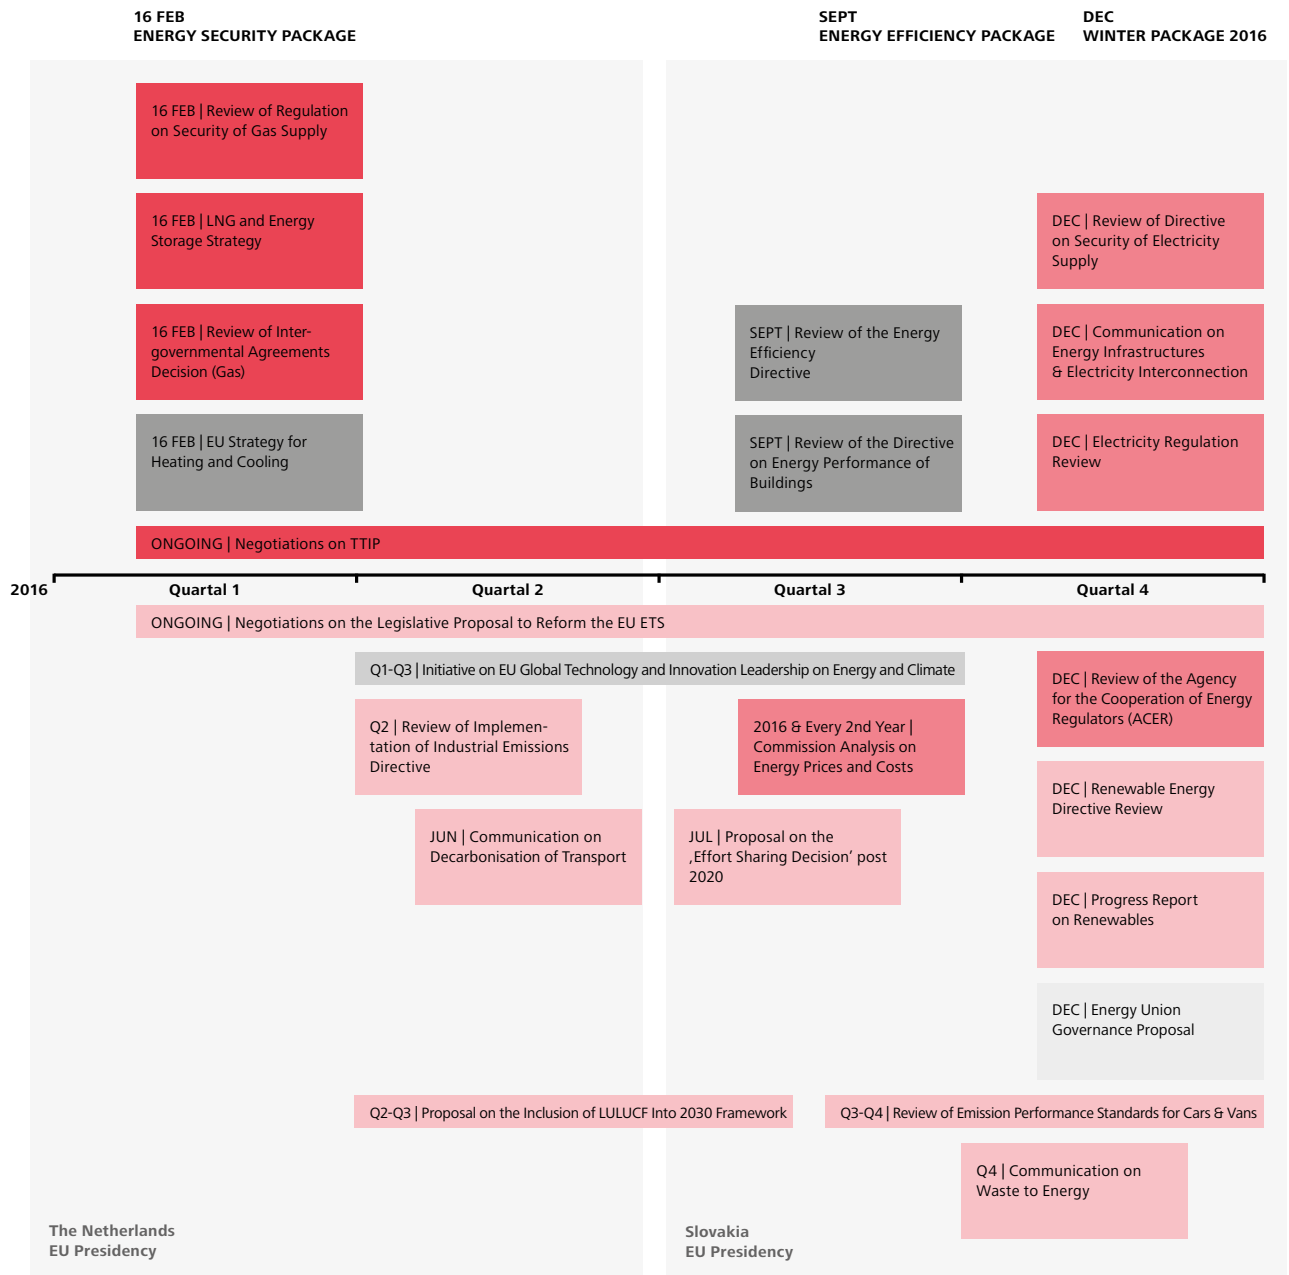 16 FEB
ENERGY SECURITY PACKAGE
SEPT
ENERGY EFFICIENCY PACKAGE
DEC
WINTER PACKAGE 2016
16 FEB | Review of Regulation
on Security of Gas Supply
16 FEB | LNG and Energy
Storage Strategy
16 FEB | Review of Inter-
governmental Agreements
Decision (Gas)
16 FEB | EU Strategy for
Heating and Cooling
SEPT | Review of the Energy
Efficiency
Directive
SEPT | Review of the Directive
on Energy Performance of
Buildings
DEC | Review of Directive
on Security of Electricity
Supply
DEC | Communication on
Energy Infrastructures
& Electricity Interconnection
DEC | Electricity Regulation
Review
ONGOING | Negotiations on TTIP
2016
Quartal 1
Quartal 2
Quartal 3
Quartal 4
ONGOING | Negotiations on the Legislative Proposal to Reform the EU ETS
Q1-Q3 | Initiative on EU Global Technology and Innovation Leadership on Energy and Climate
Q2 | Review of Implemen-
tation of Industrial Emissions
Directive
2016 & Every 2nd Year |
Commission Analysis on
Energy Prices and Costs
JUN | Communication on
Decarbonisation of Transport
JUL | Proposal on the
‚Effort Sharing Decision’ post
2020
DEC | Review of the Agency
for the Cooperation of Energy
Regulators (ACER)
DEC | Renewable Energy
Directive Review
DEC | Progress Report
on Renewables
DEC | Energy Union
Governance Proposal
Q2-Q3 | Proposal on the Inclusion of LULUCF Into 2030 Framework
Q3-Q4 | Review of Emission Performance Standards for Cars & Vans
Q4 | Communication on
Waste to Energy
The Netherlands
EU Presidency
Slovakia
EU Presidency